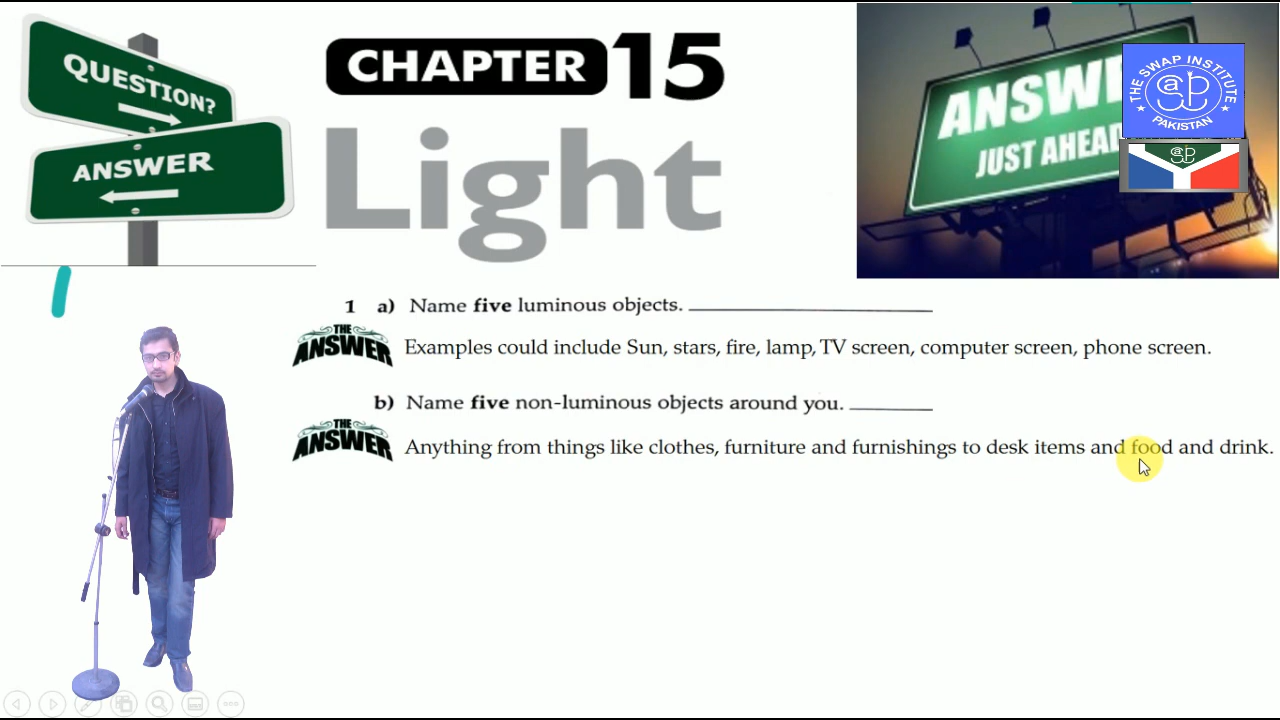 QUESTION?
ANSWER
CHAPTER 15
Light
ANSWE
JUST AHEAD
THE SWAP INSTITUTE
PAKISTAN
1 a) Name five luminous objects.
THE ANSWER
Examples could include Sun, stars, fire, lamp, TV screen, computer screen, phone screen.
b) Name five non-luminous objects around you.
THE ANSWER
Anything from things like clothes, furniture and furnishings to desk items and food and drink.